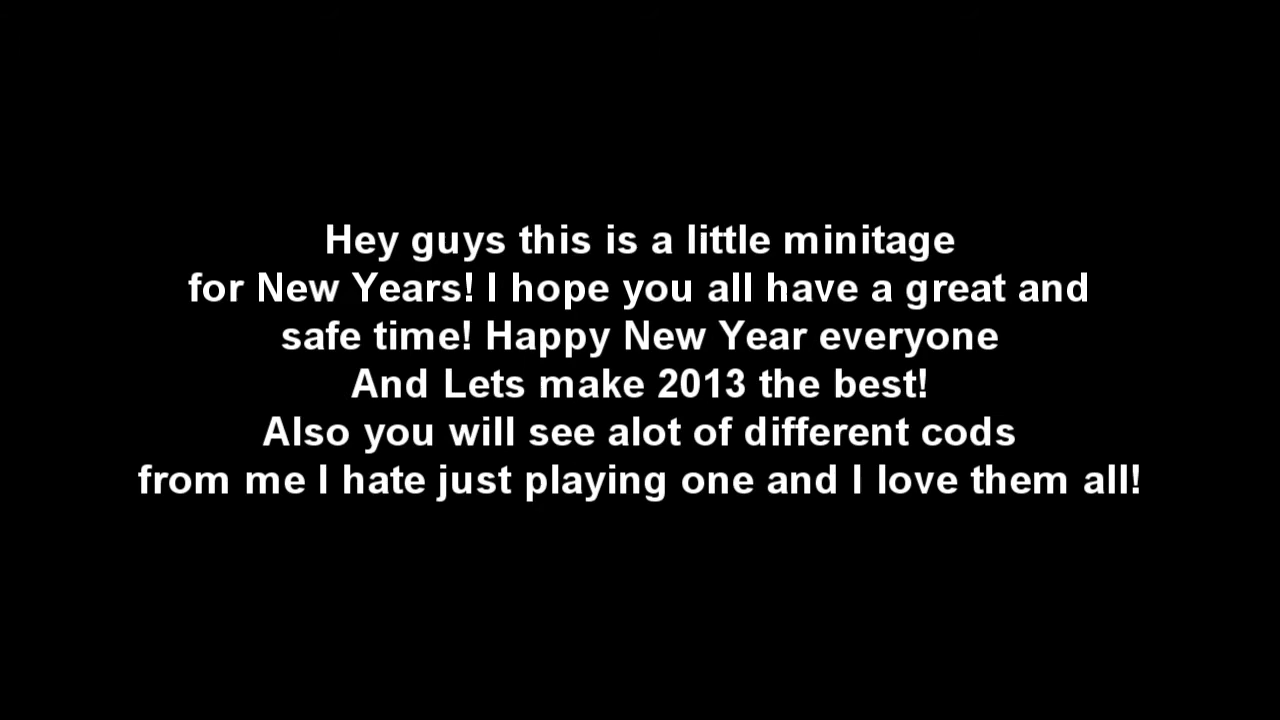 Hey guys this is a little minitage
for New Years! I hope you all have a great and
safe time! Happy New Year everyone
And Lets make 2013 the best!
Also you will see alot of different cods
from me I hate just playing one and I love them all!